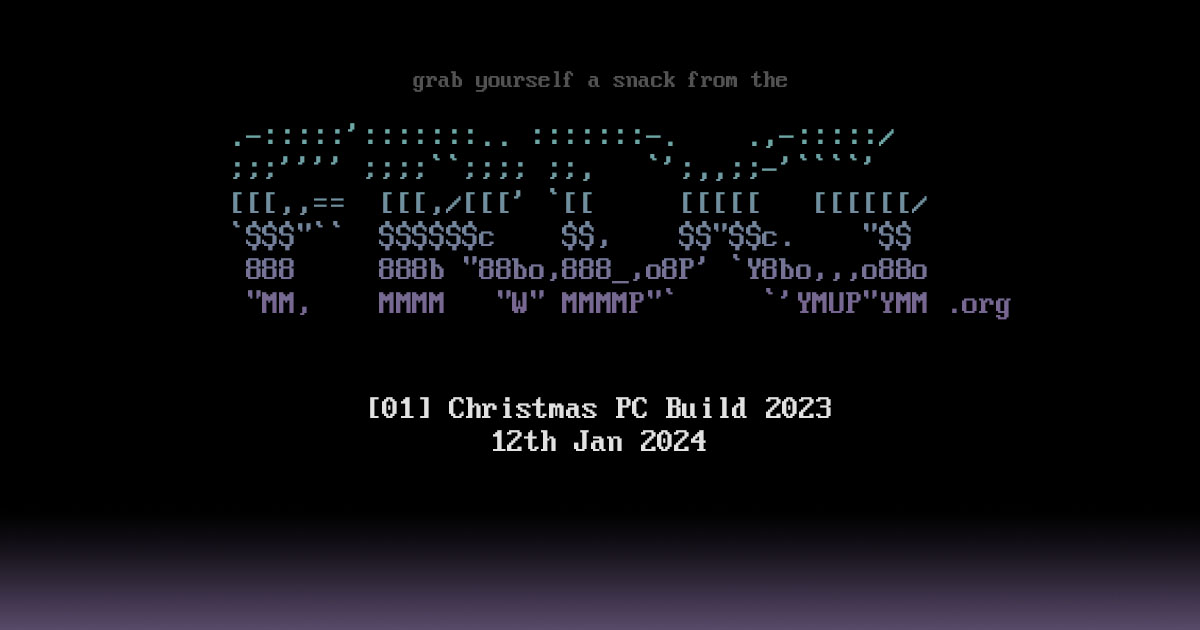 grab yourself a snack from the
.-:::::':::::::.. :::::::-.    .,-:::::/
;;;'''' ;;;;``;;;; ;;,   `';,,;;-'````'
[[[,,==  [[[,/[[[' `[[     [[[[[   [[[[[[/
`$$$"``  $$$$$$c    $$,    $$"$$c.    "$$
 888     888b "88bo,888_,o8P' `Y8bo,,,o88o
 "MM,    MMMM   "W" MMMMP"`     `'YMUP"YMM .org
[01] Christmas PC Build 2023
12th Jan 2024